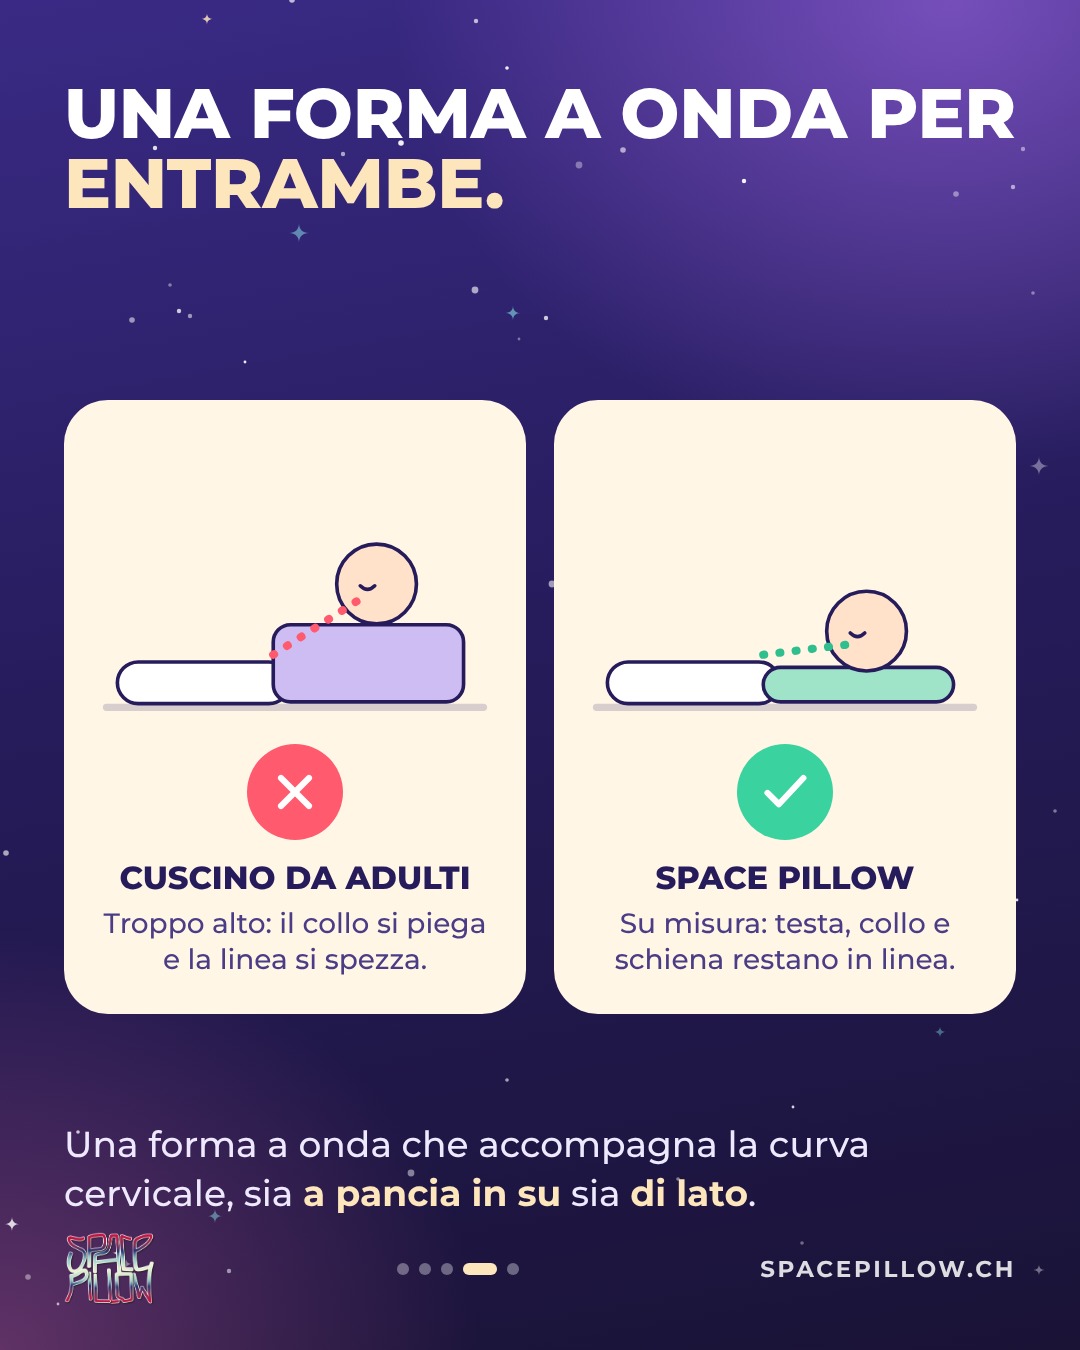 UNA FORMA A ONDA PER
ENTRAMBE.
CUSCINO DA ADULTI
Troppo alto: il collo si piega
e la linea si spezza.
SPACE PILLOW
Su misura: testa, collo e
schiena restano in linea.
Una forma a onda che accompagna la curva
cervicale, sia a pancia in su sia di lato.
SPACE
PILLOW
SPACEPILLOW.CH